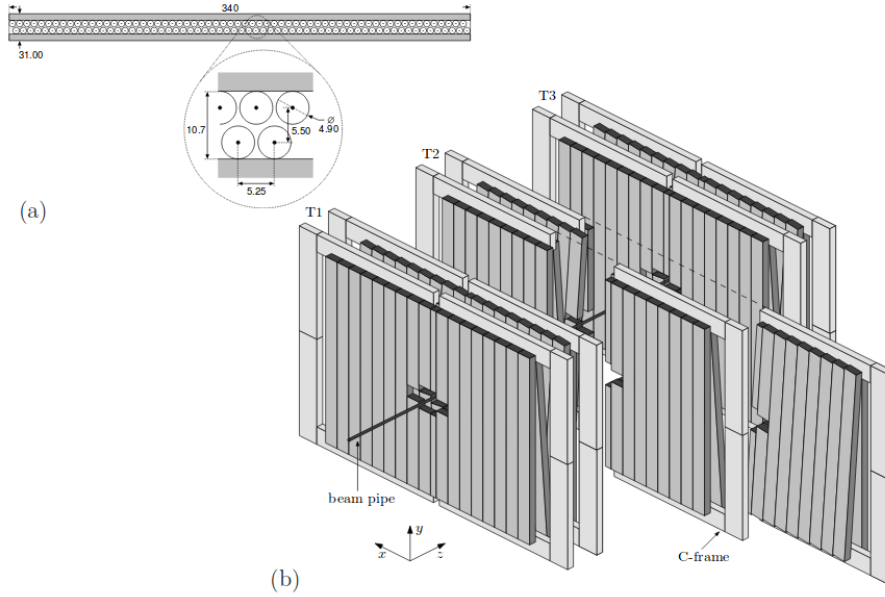 340
31.00
10.7
5.50
Ø
4.90
5.25
(a)
T3
T2
T1
beam pipe
x
y
z
C-frame
(b)